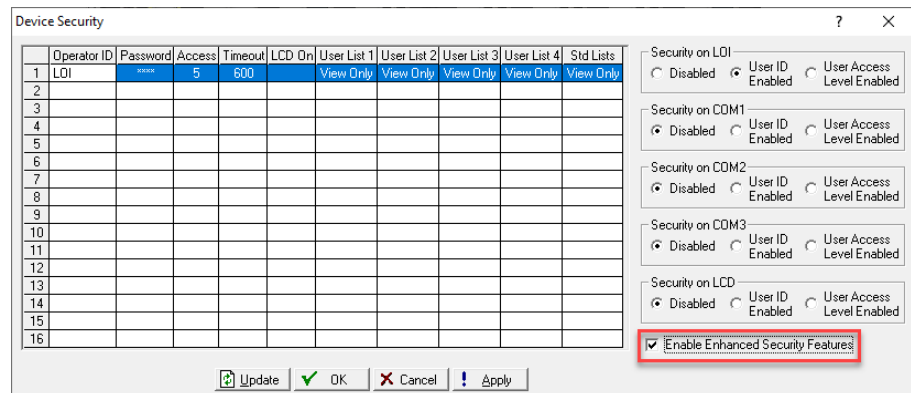 Device Security ? ×
Operator ID Password Access Timeout LCD On User List 1 User List 2 User List 3 User List 4 Std Lists
1 LOI **** 5 600 View Only View Only View Only View Only View Only
2
3
4
5
6
7
8
9
10
11
12
13
14
15
16
Security on LOI
Disabled User ID Enabled User Access Level Enabled
Security on COM1
Disabled User ID Enabled User Access Level Enabled
Security on COM2
Disabled User ID Enabled User Access Level Enabled
Security on COM3
Disabled User ID Enabled User Access Level Enabled
Security on LCD
Disabled User ID Enabled User Access Level Enabled
Enable Enhanced Security Features
Update OK Cancel ! Apply